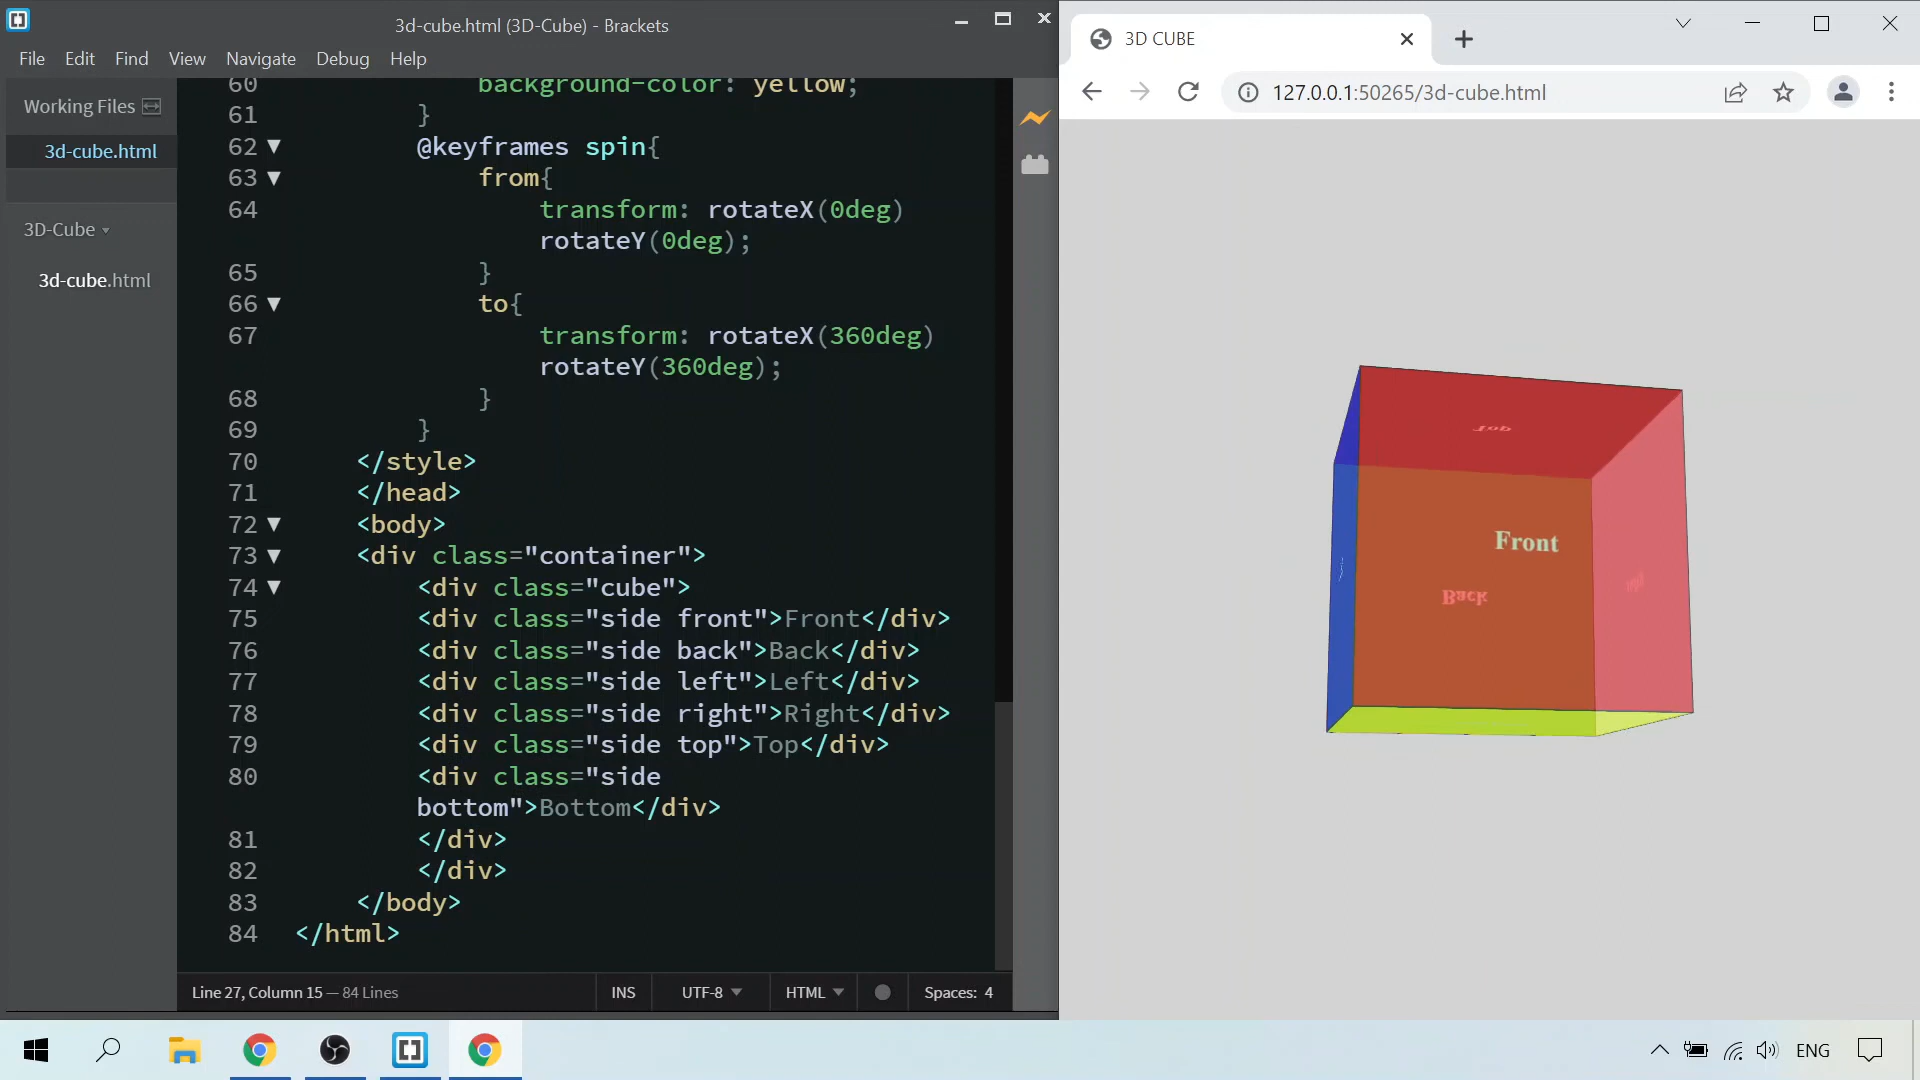 3d-cube.html (3D-Cube) - Brackets
File Edit Find View Navigate Debug Help
Working Files
3d-cube.html
3D-Cube
3d-cube.html
60 background-color: yellow;
61 }
62 @keyframes spin{
63 from{
64 transform: rotateX(0deg)
rotateY(0deg);
65 }
66 to{
67 transform: rotateX(360deg)
rotateY(360deg);
68 }
69 }
70 </style>
71 </head>
72 <body>
73 <div class="container">
74 <div class="cube">
75 <div class="side front">Front</div>
76 <div class="side back">Back</div>
77 <div class="side left">Left</div>
78 <div class="side right">Right</div>
79 <div class="side top">Top</div>
80 <div class="side
bottom">Bottom</div>
81 </div>
82 </div>
83 </body>
84 </html>
Line 27, Column 15 — 84 Lines
INS UTF-8 HTML Spaces: 4
3D CUBE
127.0.0.1:50265/3d-cube.html
Top
Front
Back
ENG